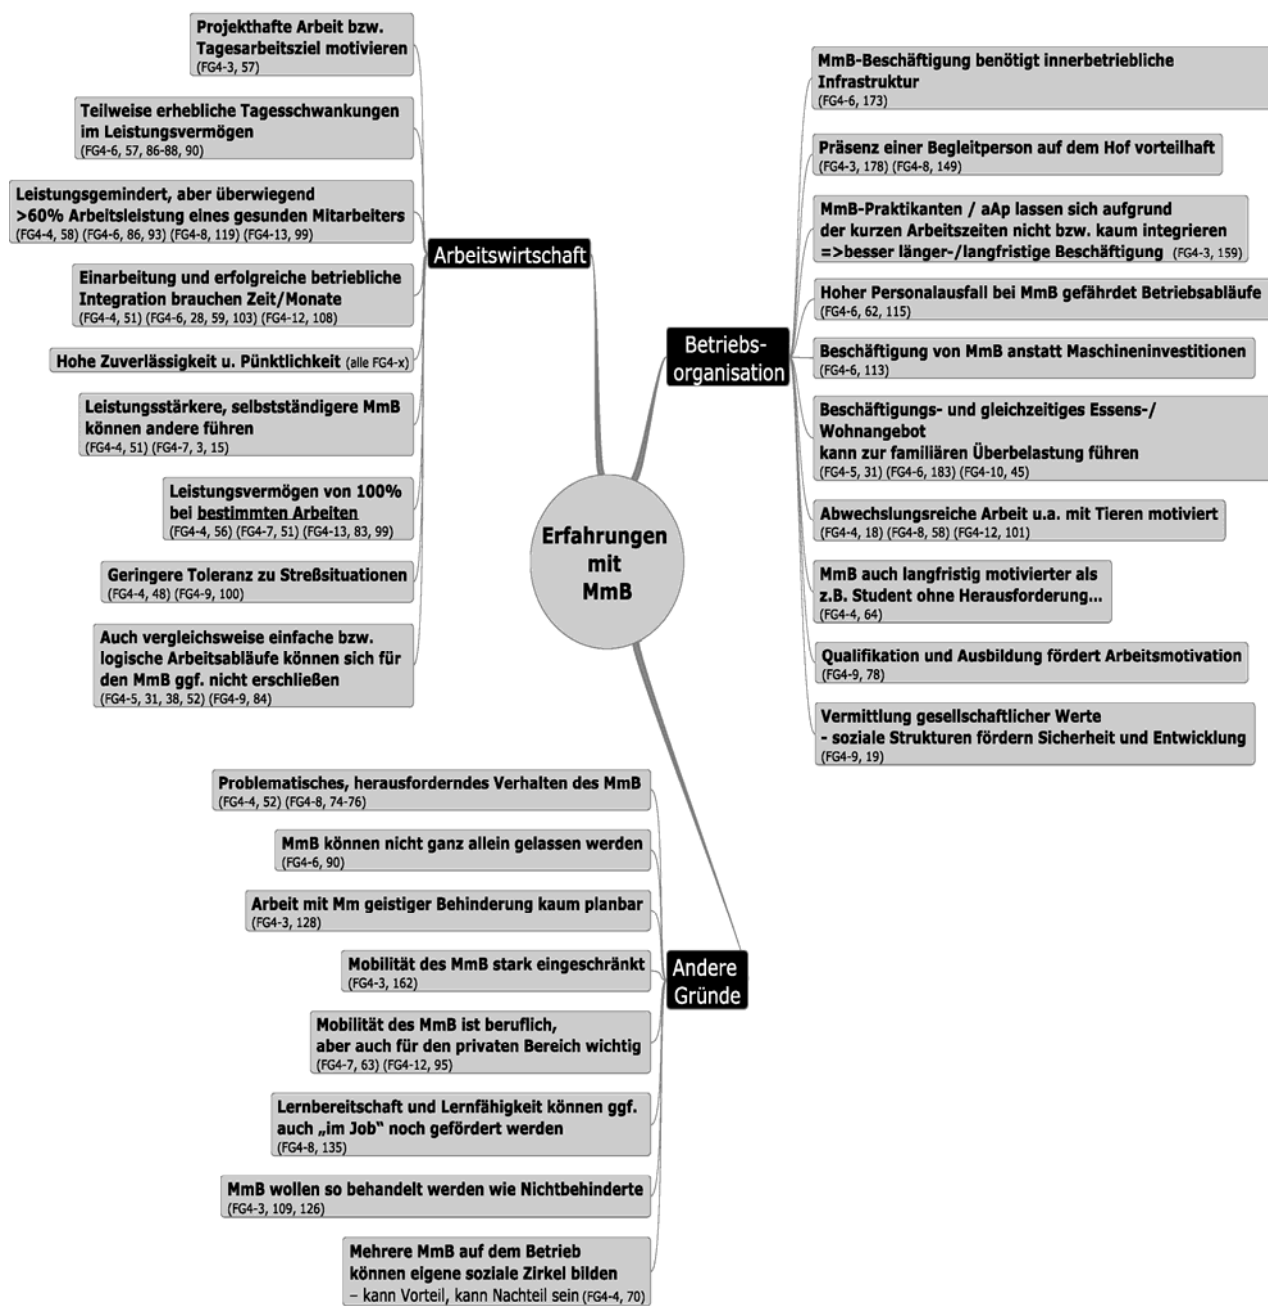 Projekthafte Arbeit bzw.
Tagesarbeitsziel motivieren
(FG4-3, 57)
Teilweise erhebliche Tagesschwankungen
im Leistungsvermögen
(FG4-6, 57, 86-88, 90)
Leistungsgemindert, aber überwiegend
>60% Arbeitsleistung eines gesunden Mitarbeiters
(FG4-4, 58) (FG4-6, 86, 93) (FG4-8, 119) (FG4-13, 99)
Einarbeitung und erfolgreiche betriebliche
Integration brauchen Zeit/Monate
(FG4-4, 51) (FG4-6, 28, 59, 103) (FG4-12, 108)
Hohe Zuverlässigkeit u. Pünktlichkeit (alle FG4-x)
Leistungsstärkere, selbstständigere MmB
können andere führen
(FG4-4, 51) (FG4-7, 3, 15)
Leistungsvermögen von 100%
bei bestimmten Arbeiten
(FG4-4, 56) (FG4-7, 51) (FG4-13, 83, 99)
Geringere Toleranz zu Streßsituationen
(FG4-4, 48) (FG4-9, 100)
Auch vergleichsweise einfache bzw.
logische Arbeitsabläufe können sich für
den MmB ggf. nicht erschließen
(FG4-5, 31, 38, 52) (FG4-9, 84)
Arbeitswirtschaft
Erfahrungen
mit
MmB
Betriebs-
organisation
MmB-Beschäftigung benötigt innerbetriebliche
Infrastruktur
(FG4-6, 173)
Präsenz einer Begleitperson auf dem Hof vorteilhaft
(FG4-3, 178) (FG4-8, 149)
MmB-Praktikanten / aAp lassen sich aufgrund
der kurzen Arbeitszeiten nicht bzw. kaum integrieren
=>besser länger-/langfristige Beschäftigung (FG4-3, 159)
Hoher Personalausfall bei MmB gefährdet Betriebsabläufe
(FG4-6, 62, 115)
Beschäftigung von MmB anstatt Maschineninvestitionen
(FG4-6, 113)
Beschäftigungs- und gleichzeitiges Essens-/
Wohnangebot
kann zur familiären Überbelastung führen
(FG4-5, 31) (FG4-6, 183) (FG4-10, 45)
Abwechslungsreiche Arbeit u.a. mit Tieren motiviert
(FG4-4, 18) (FG4-8, 58) (FG4-12, 101)
MmB auch langfristig motivierter als
z.B. Student ohne Herausforderung...
(FG4-4, 64)
Qualifikation und Ausbildung fördert Arbeitsmotivation
(FG4-9, 78)
Vermittlung gesellschaftlicher Werte
- soziale Strukturen fördern Sicherheit und Entwicklung
(FG4-9, 19)
Problematisches, herausforderndes Verhalten des MmB
(FG4-4, 52) (FG4-8, 74-76)
MmB können nicht ganz allein gelassen werden
(FG4-6, 90)
Arbeit mit Mm geistiger Behinderung kaum planbar
(FG4-3, 128)
Mobilität des MmB stark eingeschränkt
(FG4-3, 162)
Mobilität des MmB ist beruflich,
aber auch für den privaten Bereich wichtig
(FG4-7, 63) (FG4-12, 95)
Lernbereitschaft und Lernfähigkeit können ggf.
auch „im Job“ noch gefördert werden
(FG4-8, 135)
MmB wollen so behandelt werden wie Nichtbehinderte
(FG4-3, 109, 126)
Mehrere MmB auf dem Betrieb
können eigene soziale Zirkel bilden
– kann Vorteil, kann Nachteil sein (FG4-4, 70)
Andere
Gründe